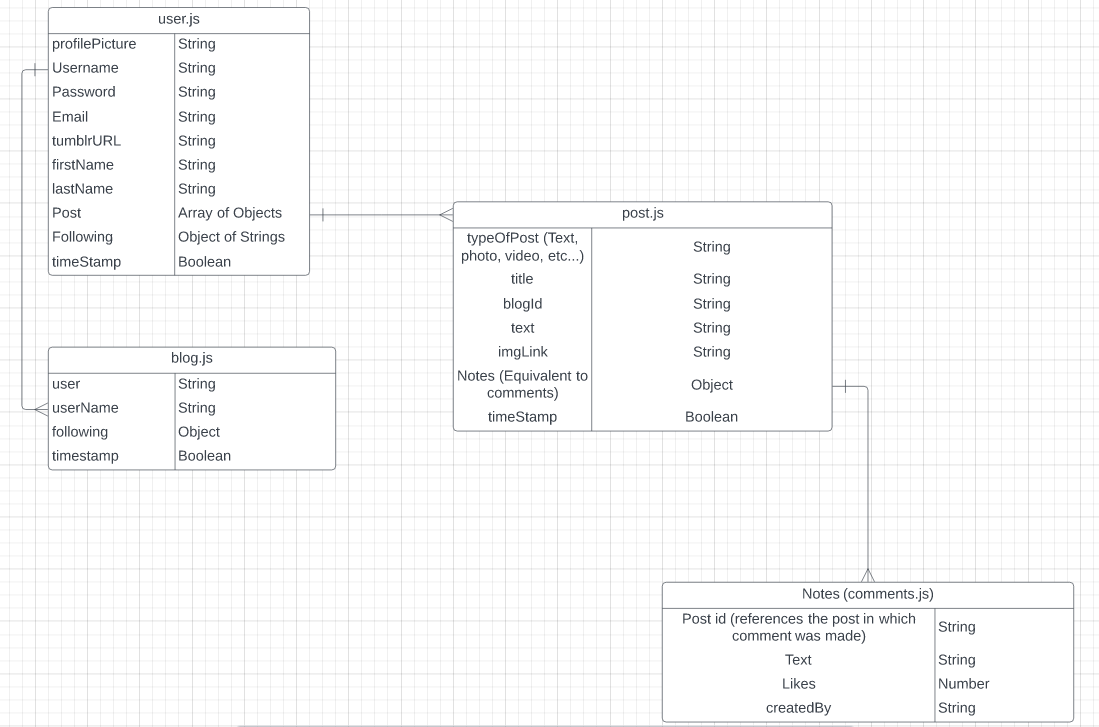 user.js
profilePicture String
Username String
Password String
Email String
tumblrURL String
firstName String
lastName String
Post Array of Objects
Following Object of Strings
timeStamp Boolean
post.js
typeOfPost (Text,
photo, video, etc...)
String
title String
blogId String
text String
imgLink String
Notes (Equivalent to
comments)
Object
timeStamp Boolean
blog.js
user String
userName String
following Object
timestamp Boolean
Notes (comments.js)
Post id (references the post in which
comment was made)
String
Text String
Likes Number
createdBy String